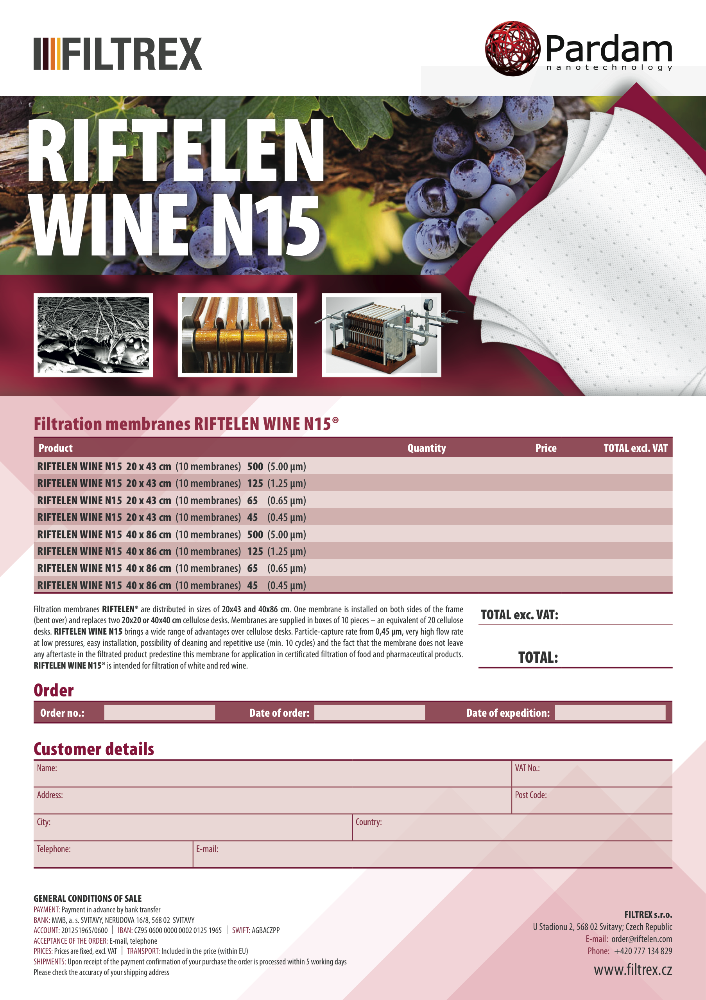 FILTREX
Pardam
nanotechnology
RIFTELEN
WINE N15
Filtration membranes RIFTELEN WINE N15®
Product Quantity Price TOTAL excl. VAT
RIFTELEN WINE N15 20 x 43 cm (10 membranes) 500 (5.00 µm)
RIFTELEN WINE N15 20 x 43 cm (10 membranes) 125 (1.25 µm)
RIFTELEN WINE N15 20 x 43 cm (10 membranes) 65 (0.65 µm)
RIFTELEN WINE N15 20 x 43 cm (10 membranes) 45 (0.45 µm)
RIFTELEN WINE N15 40 x 86 cm (10 membranes) 500 (5.00 µm)
RIFTELEN WINE N15 40 x 86 cm (10 membranes) 125 (1.25 µm)
RIFTELEN WINE N15 40 x 86 cm (10 membranes) 65 (0.65 µm)
RIFTELEN WINE N15 40 x 86 cm (10 membranes) 45 (0.45 µm)
Filtration membranes RIFTELEN® are distributed in sizes of 20x43 and 40x86 cm. One membrane is installed on both sides of the frame
(bent over) and replaces two 20x20 or 40x40 cm cellulose desks. Membranes are supplied in boxes of 10 pieces – an equivalent of 20 cellulose
desks. RIFTELEN WINE N15 brings a wide range of advantages over cellulose desks. Particle-capture rate from 0,45 µm, very high flow rate
at low pressures, easy installation, possibility of cleaning and repetitive use (min. 10 cycles) and the fact that the membrane does not leave
any aftertaste in the filtrated product predestine this membrane for application in certificated filtration of food and pharmaceutical products.
RIFTELEN WINE N15® is intended for filtration of white and red wine.
TOTAL exc. VAT:
TOTAL:
Order
Order no.: Date of order: Date of expedition:
Customer details
Name: VAT No.:
Address: Post Code:
City: Country:
Telephone: E-mail:
GENERAL CONDITIONS OF SALE
PAYMENT: Payment in advance by bank transfer
BANK: MMB, a. s. SVITAVY, NERUDOVA 16/8, 568 02 SVITAVY
ACCOUNT: 201251965/0600 | IBAN: CZ95 0600 0000 0002 0125 1965 | SWIFT: AGBACZPP
ACCEPTANCE OF THE ORDER: E-mail, telephone
PRICES: Prices are fixed, excl. VAT | TRANSPORT: Included in the price (within EU)
SHIPMENTS: Upon receipt of the payment confirmation of your purchase the order is processed within 5 working days
Please check the accuracy of your shipping address
FILTREX s.r.o.
U Stadionu 2, 568 02 Svitavy; Czech Republic
E-mail: order@riftelen.com
Phone: +420 777 134 829
www.filtrex.cz